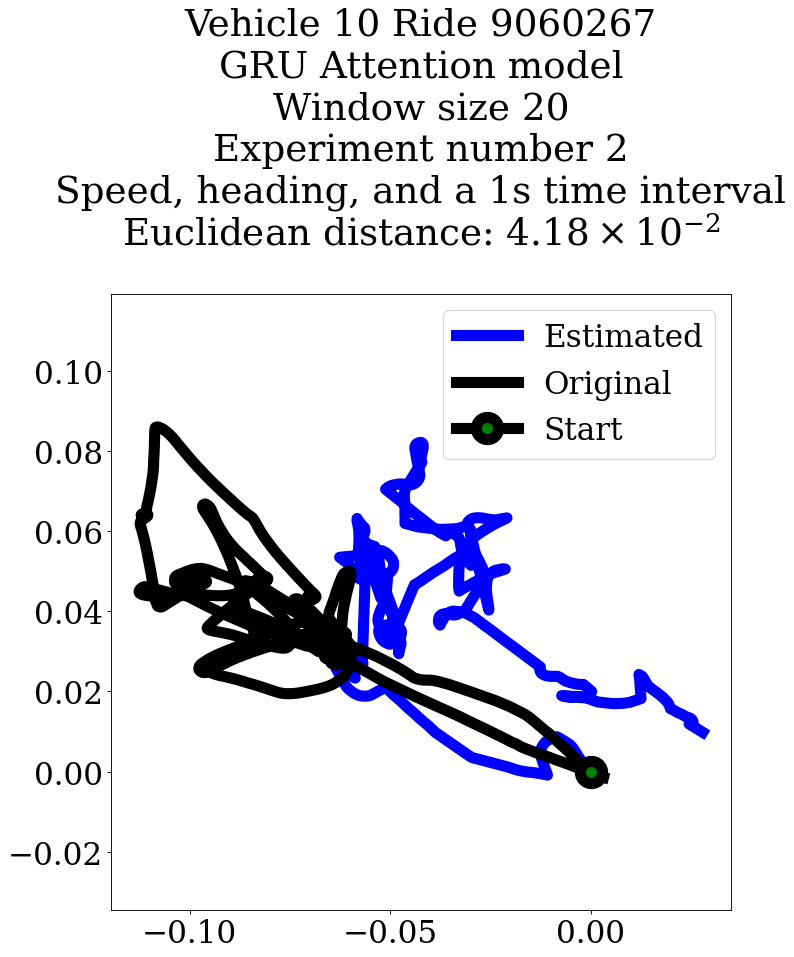 Vehicle 10 Ride 9060267
GRU Attention model
Window size 20
Experiment number 2
Speed, heading, and a 1s time interval
Euclidean distance: 4.18 × 10⁻²
Estimated
Original
Start
0.10
0.08
0.06
0.04
0.02
0.00
−0.02
−0.10
−0.05
0.00